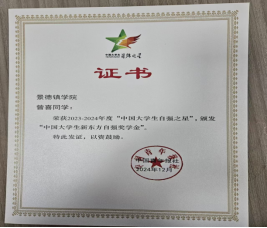 证书
景德镇学院
曾喜同学:
荣获2023-2024年度“中国大学生自强之星”,颁发
“中国大学生新东方自强奖学金”。
特此发证,以资鼓励。
2024年12月